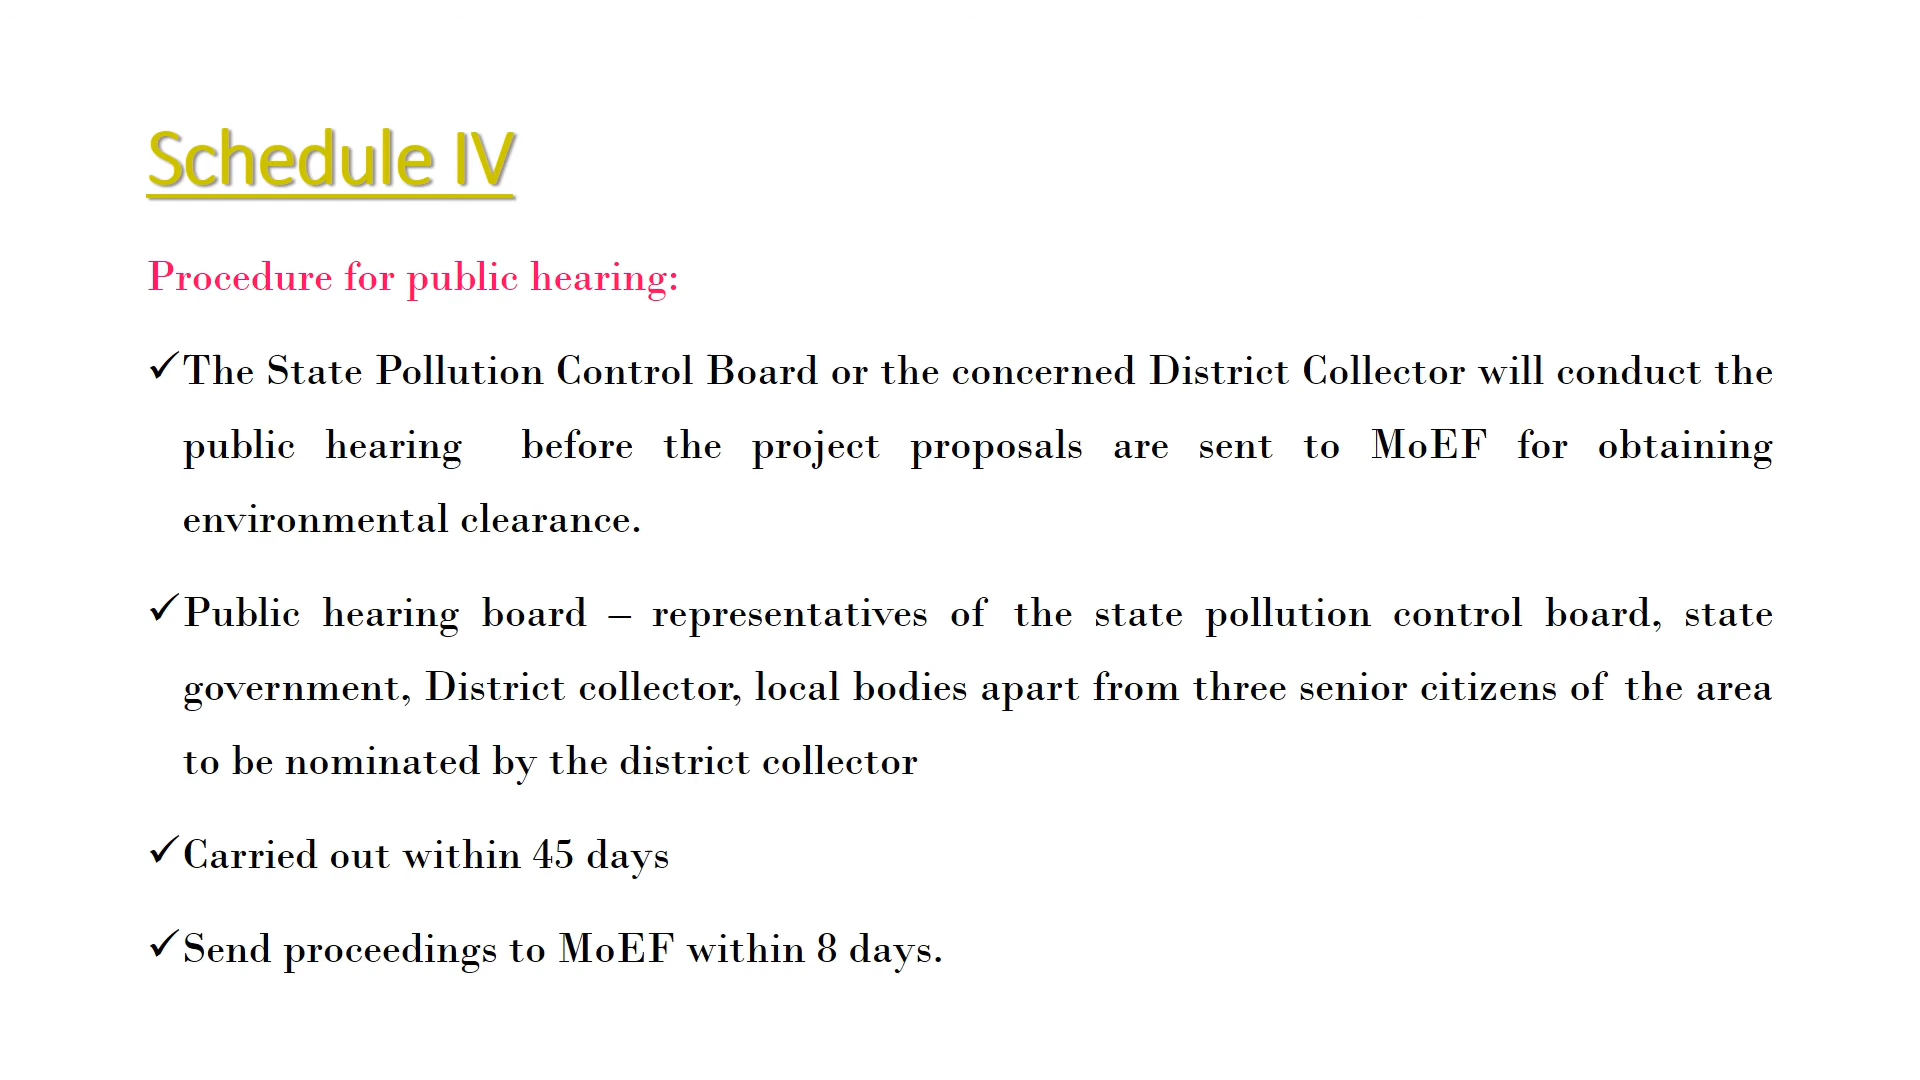 Schedule IV
Procedure for public hearing:
✓The State Pollution Control Board or the concerned District Collector will conduct the
public hearing before the project proposals are sent to MoEF for obtaining
environmental clearance.
✓Public hearing board – representatives of the state pollution control board, state
government, District collector, local bodies apart from three senior citizens of the area
to be nominated by the district collector
✓Carried out within 45 days
✓Send proceedings to MoEF within 8 days.